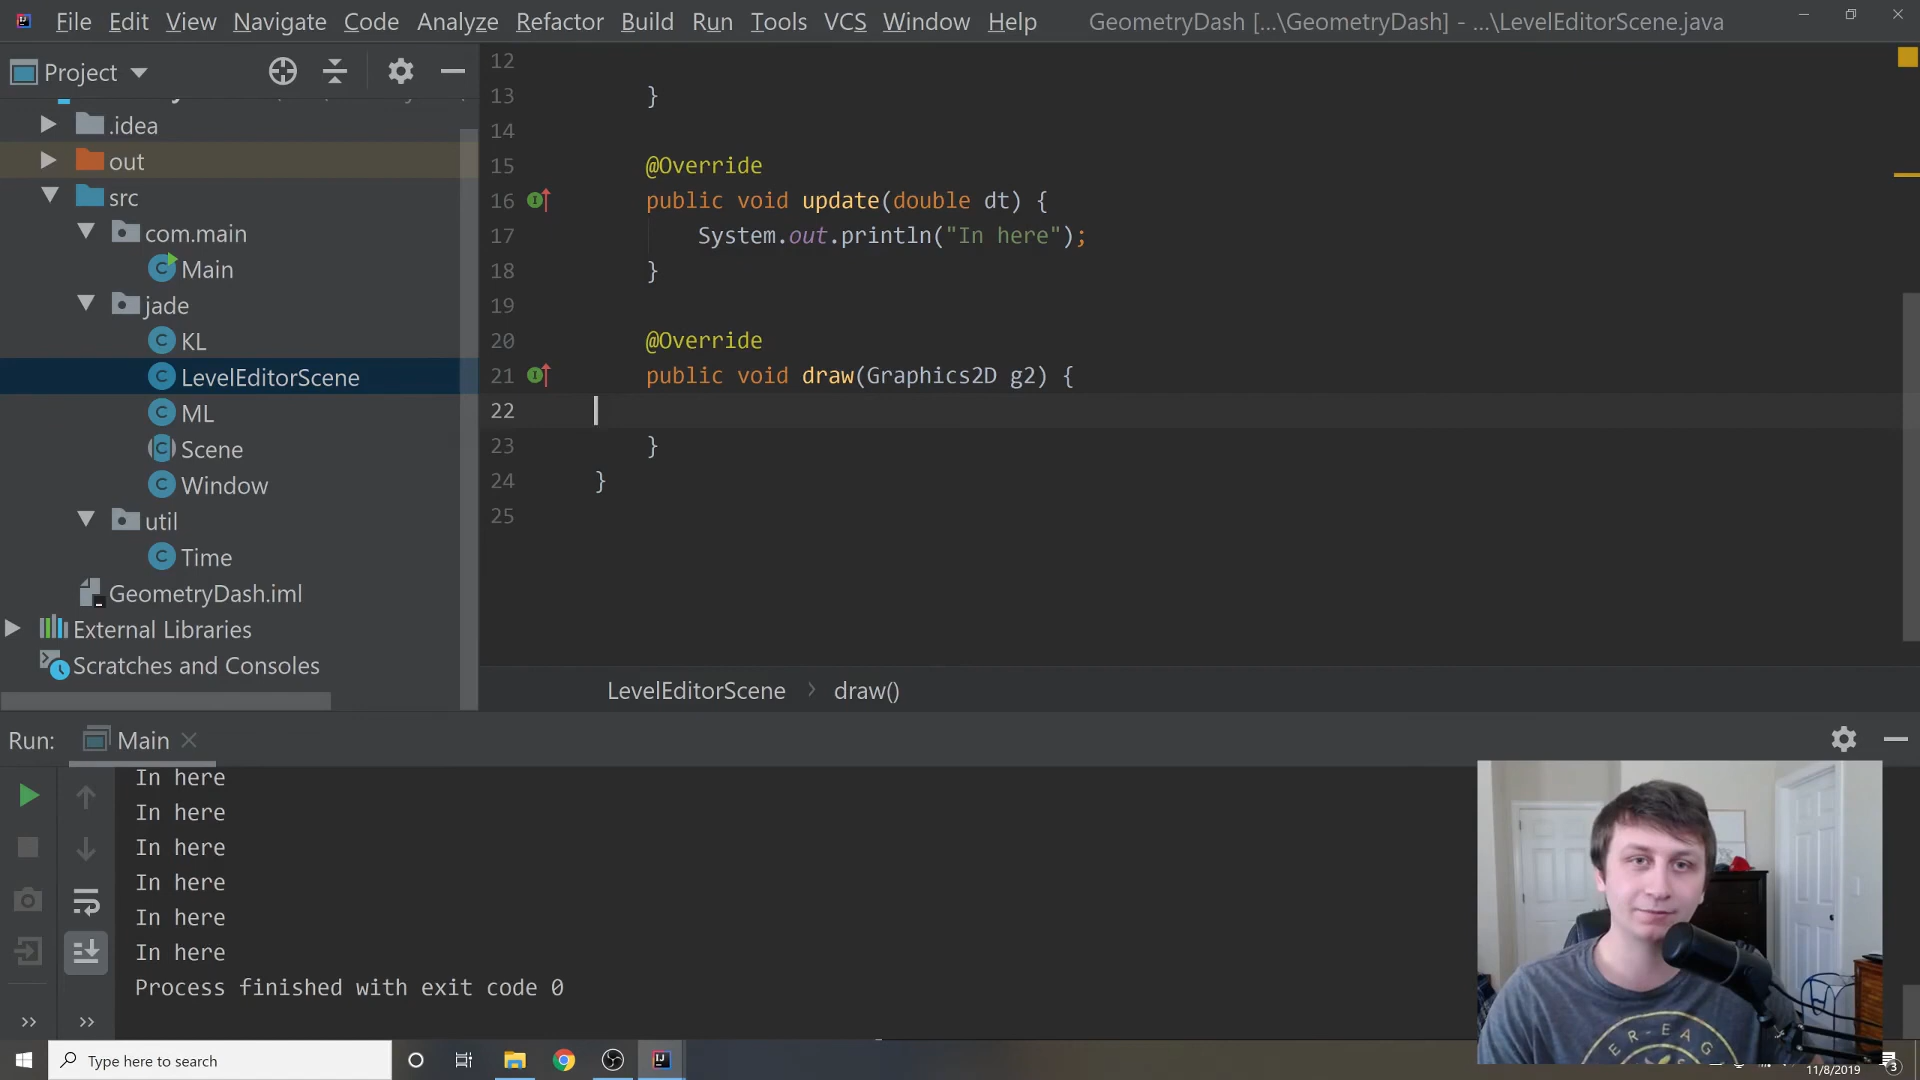 File Edit View Navigate Code Analyze Refactor Build Run Tools VCS Window Help GeometryDash [...\GeometryDash] - ...\LevelEditorScene.java
Project
.idea
out
src
com.main
Main
jade
KL
LevelEditorScene
ML
Scene
Window
util
Time
GeometryDash.iml
External Libraries
Scratches and Consoles
12
13 }
14
15 @Override
16 public void update(double dt) {
17 System.out.println("In here");
18 }
19
20 @Override
21 public void draw(Graphics2D g2) {
22
23 }
24 }
25
LevelEditorScene > draw()
Run: Main
In here
In here
In here
In here
In here
In here
Process finished with exit code 0
Type here to search
11/8/2019
3